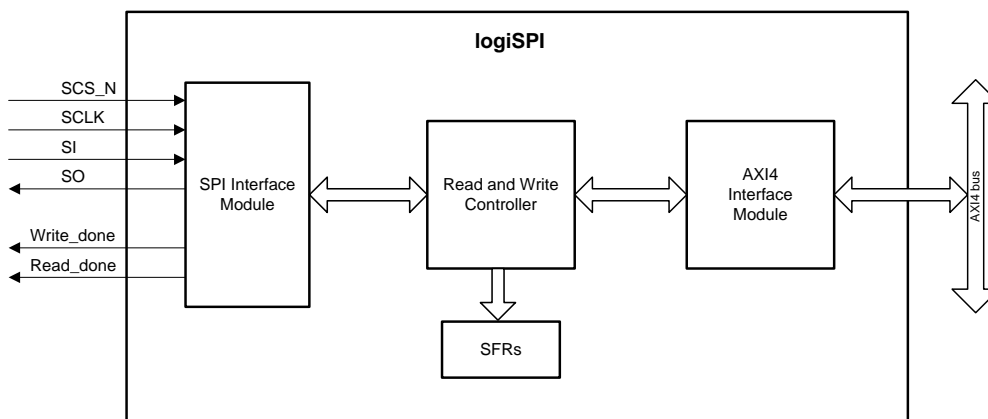 logiSPI
SCS_N
SCLK
SI
SO
Write_done
Read_done
SPI Interface
Module
Read and Write
Controller
AXI4
Interface
Module
AXI4 bus
SFRs